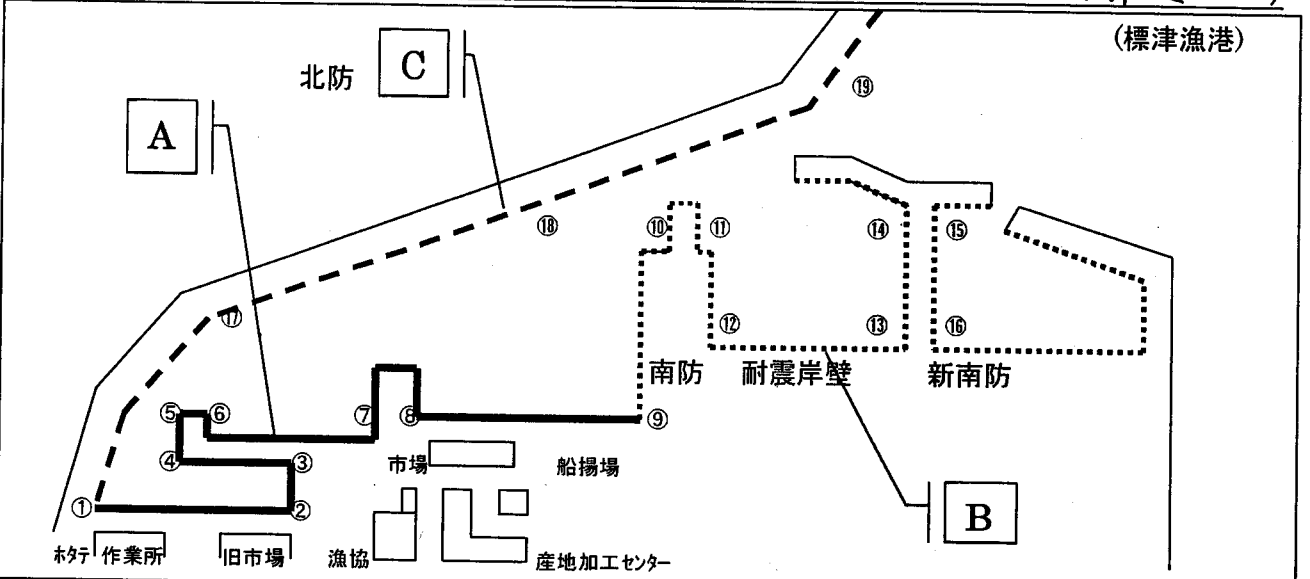 (標津漁港)
北防
C
A
⑲
⑱
⑩
⑪
⑭
⑮
⑰
⑫
⑬
⑯
南防
耐震岸壁
新南防
⑤
⑥
⑦
⑧
⑨
④
③
市場
船揚場
①
②
B
ホタテ
作業所
旧市場
漁協
産地加工センター